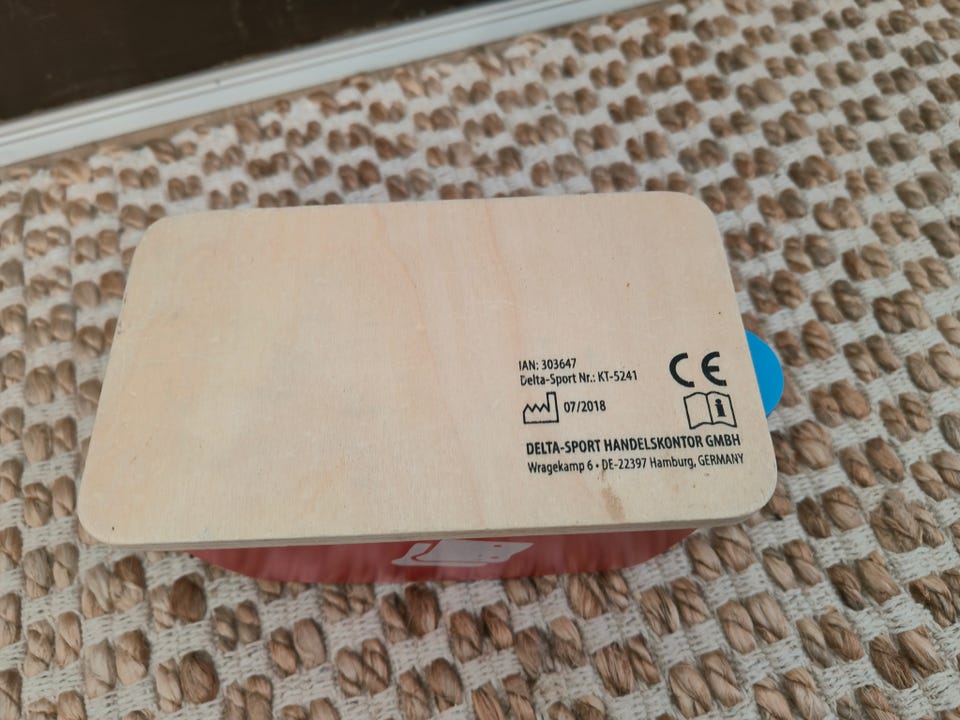 IAN: 303647
Delta-Sport Nr.: KT-5241
CE
07/2018
DELTA-SPORT HANDELSKONTOR GMBH
Wragekamp 6 • DE-22397 Hamburg, GERMANY